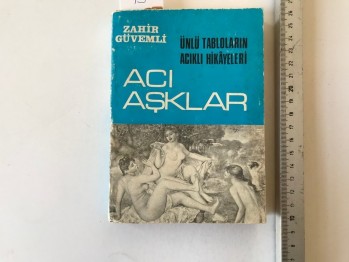 ZAHİR
GÜVEMLİ
ÜNLÜ TABLOLARIN
ACIKLI HİKÂYELERİ
ACI
AŞKLAR